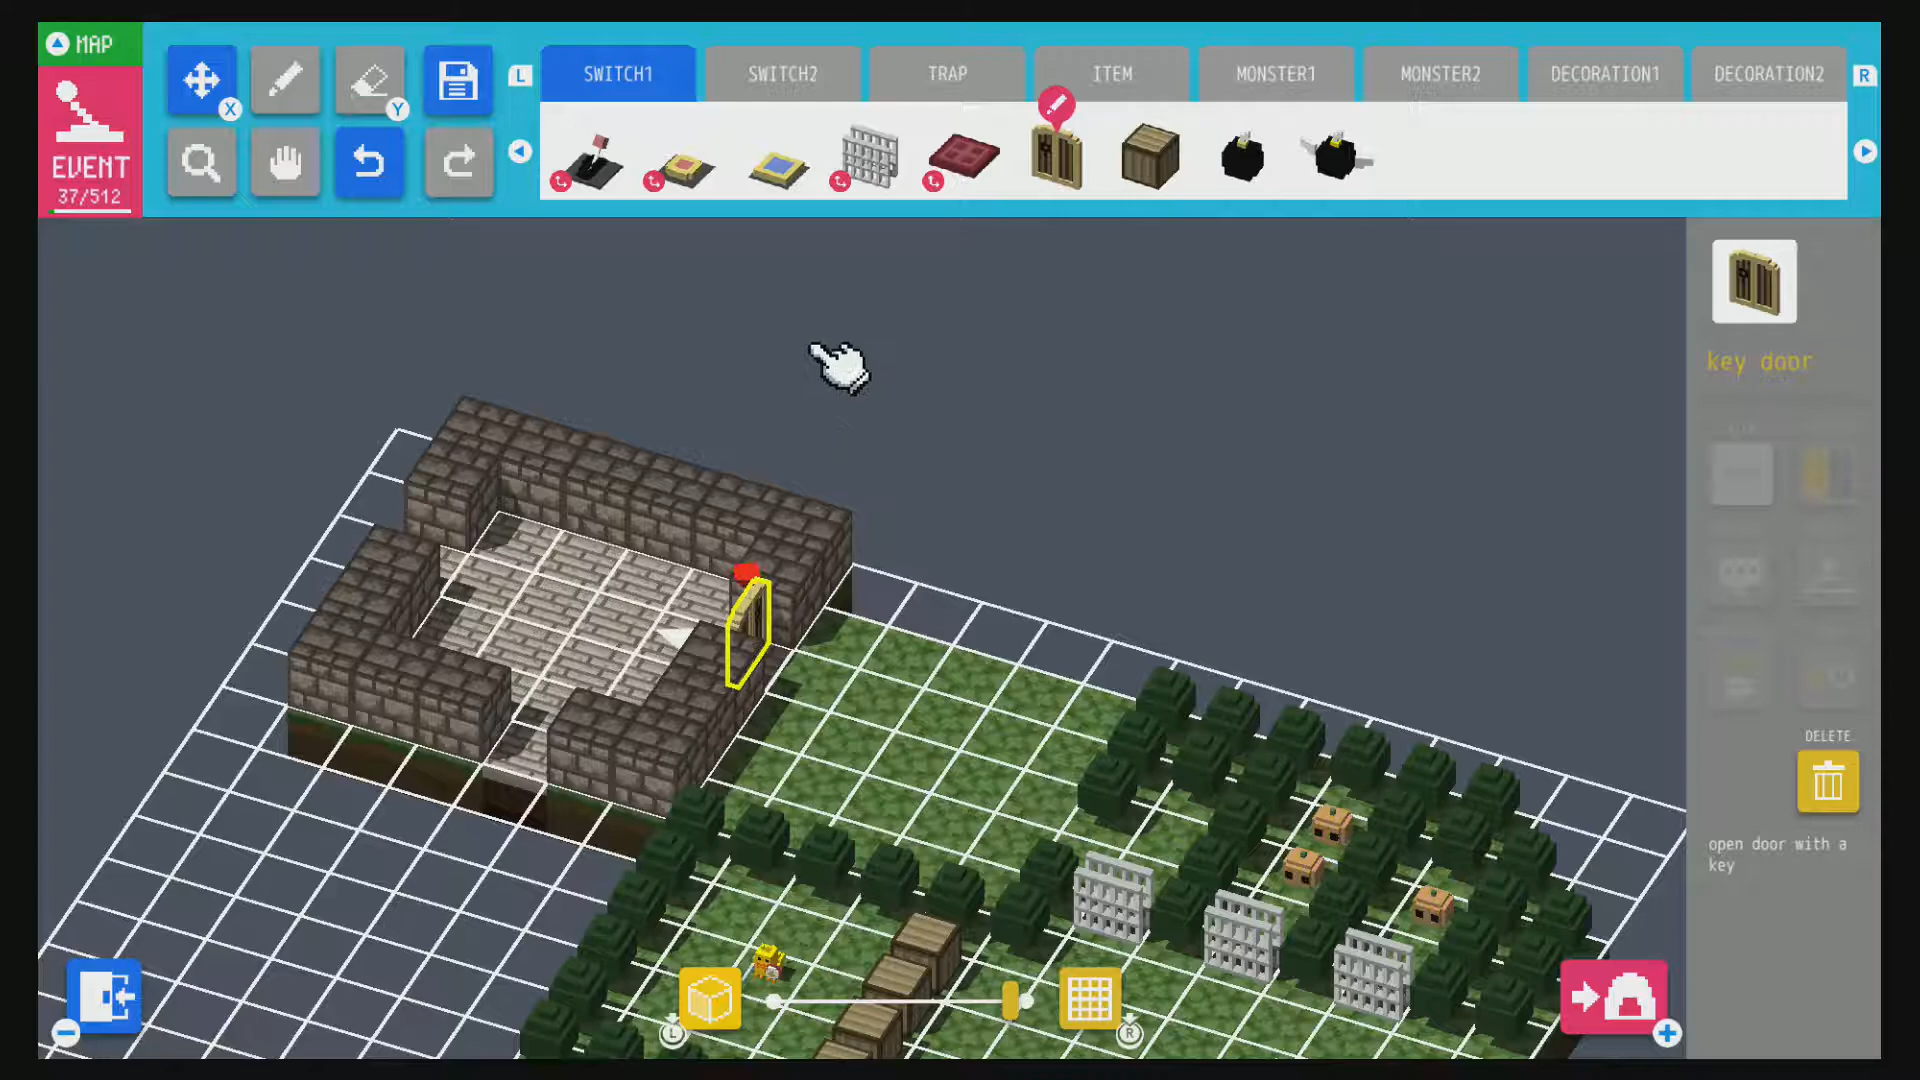 MAP
EVENT
37/512
X
Y
L
SWITCH1
SWITCH2
TRAP
ITEM
MONSTER1
MONSTER2
DECORATION1
DECORATION2
R
key door
DELETE
open door with a
key
L
R